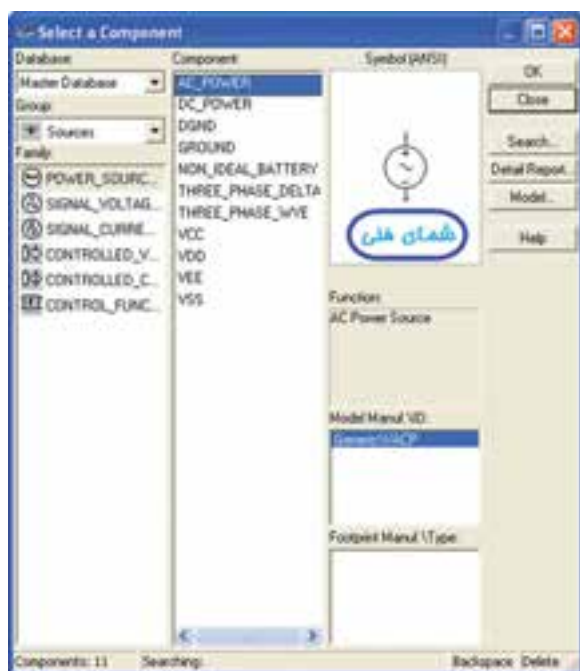 Select a Component
Database:
Master Database
Group:
Sources
Family:
POWER_SOURC...
SIGNAL_VOLTAG...
SIGNAL_CURRE...
CONTROLLED_V...
CONTROLLED_C...
CONTROL_FUNC...
Component:
AC_POWER
DC_POWER
DGND
GROUND
NON_IDEAL_BATTERY
THREE_PHASE_DELTA
THREE_PHASE_WYE
VCC
VDD
VEE
VSS
Symbol (ANSI)
شمای فنی
Function:
AC Power Source
Model Manuf.\ID:
Generic\VACP
Footprint Manuf.\Type:
OK
Close
Search...
Detail Report...
Model...
Help
Components: 11
Searching:
Backspace
Delete